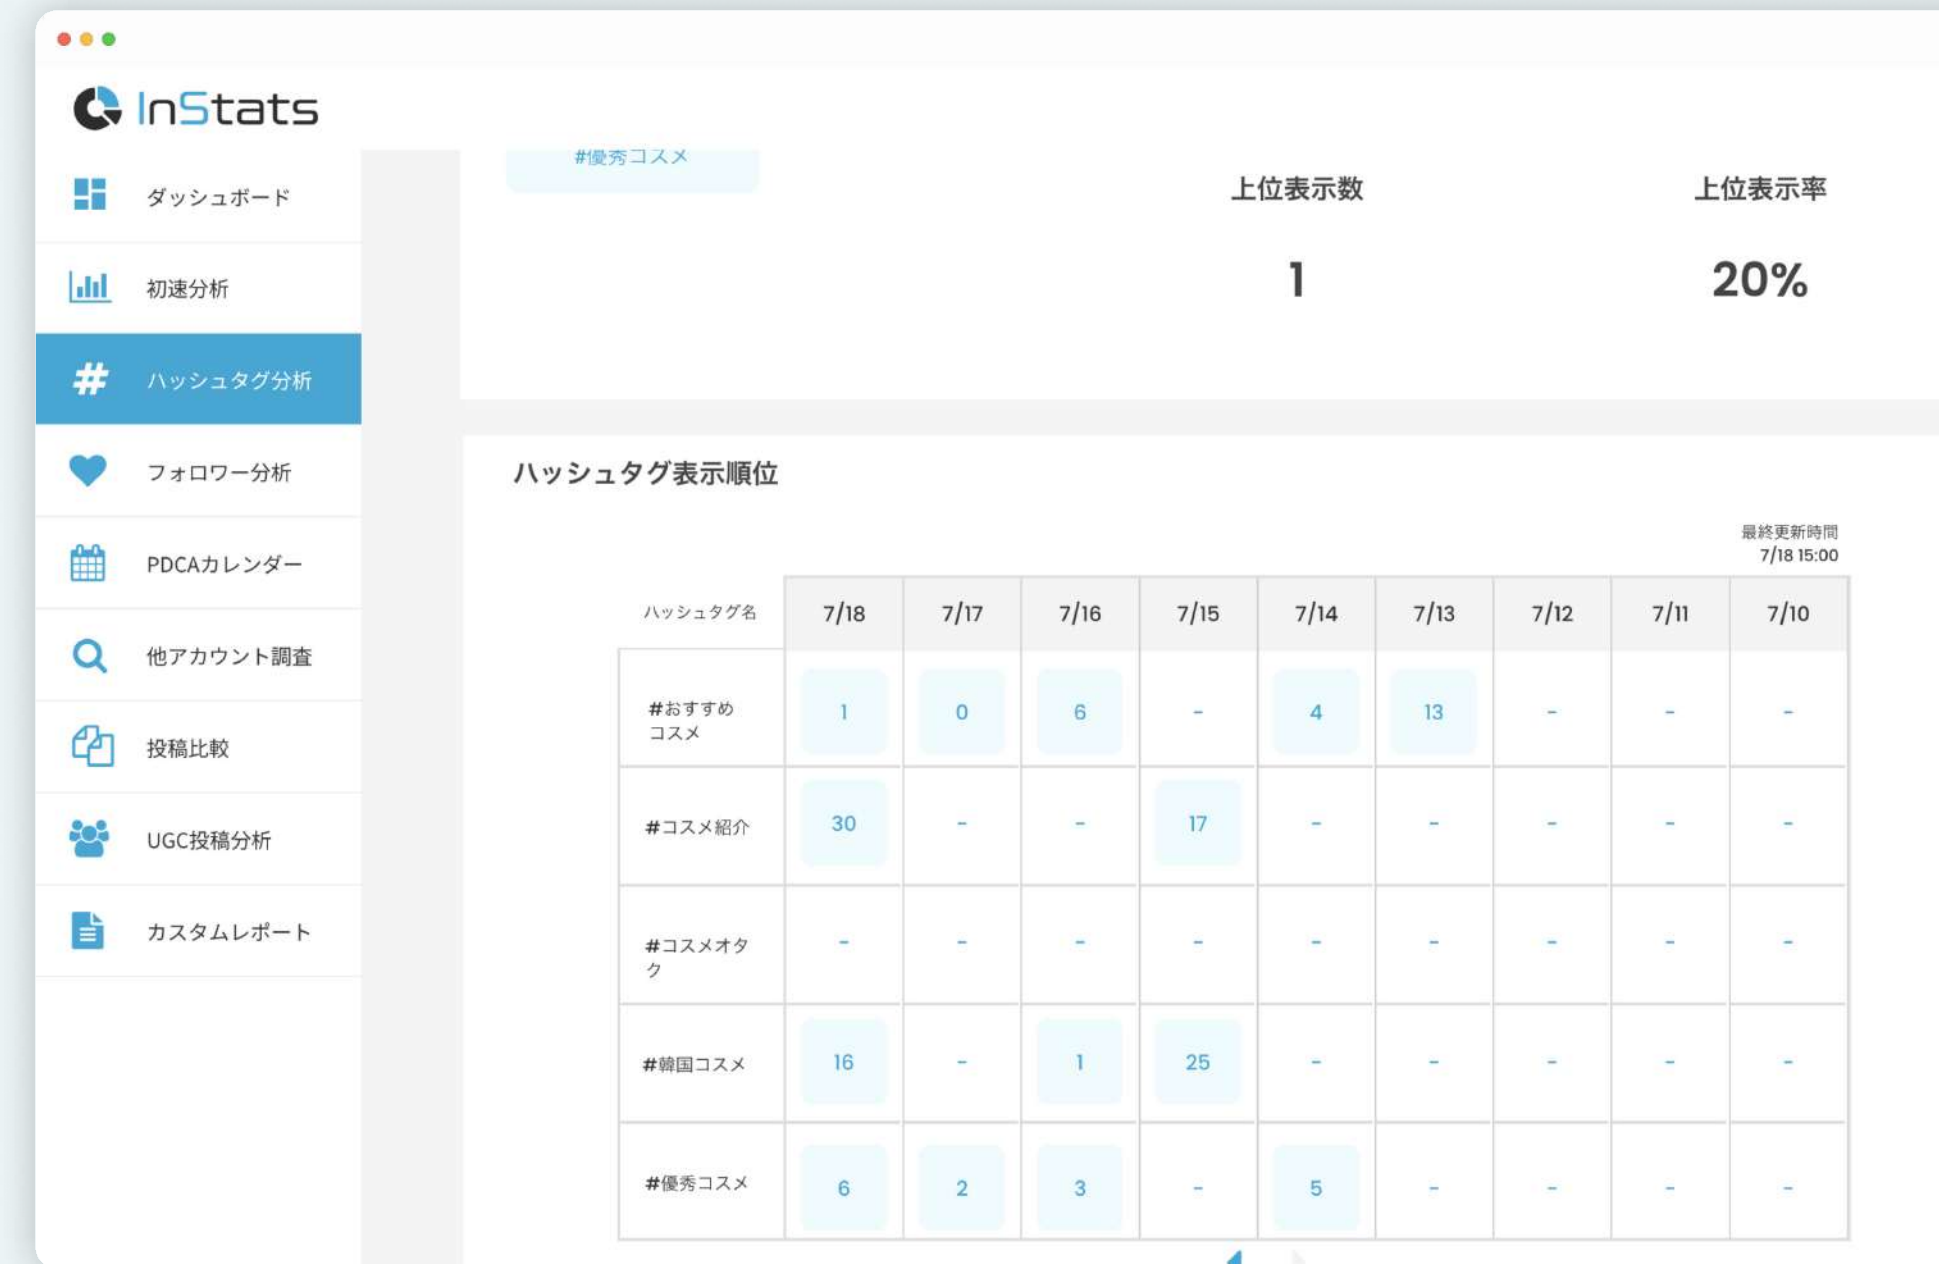 InStats
ダッシュボード
初速分析
ハッシュタグ分析
フォロワー分析
PDCAカレンダー
他アカウント調査
投稿比較
UGC投稿分析
カスタムレポート
#優秀コスメ
上位表示数 上位表示率
1 20%
ハッシュタグ表示順位
最終更新時間
7/18 15:00
ハッシュタグ名 7/18 7/17 7/16 7/15 7/14 7/13 7/12 7/11 7/10
#おすすめ
コスメ 1 0 6 - 4 13 - - -
#コスメ紹介 30 - - 17 - - - - -
#コスメオタ
ク - - - - - - - - -
#韓国コスメ 16 - 1 25 - - - - -
#優秀コスメ 6 2 3 - 5 - - - -